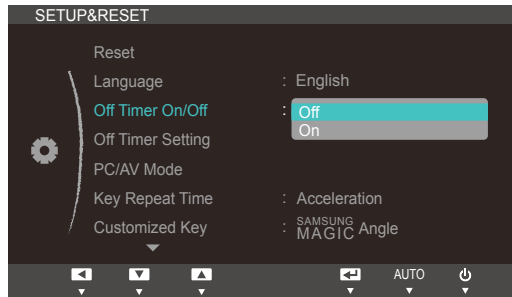 SETUP&RESET
Reset
Language : English
Off Timer On/Off : Off
On
Off Timer Setting
PC/AV Mode
Key Repeat Time : Acceleration
Customized Key : SAMSUNG MAGIC Angle
AUTO